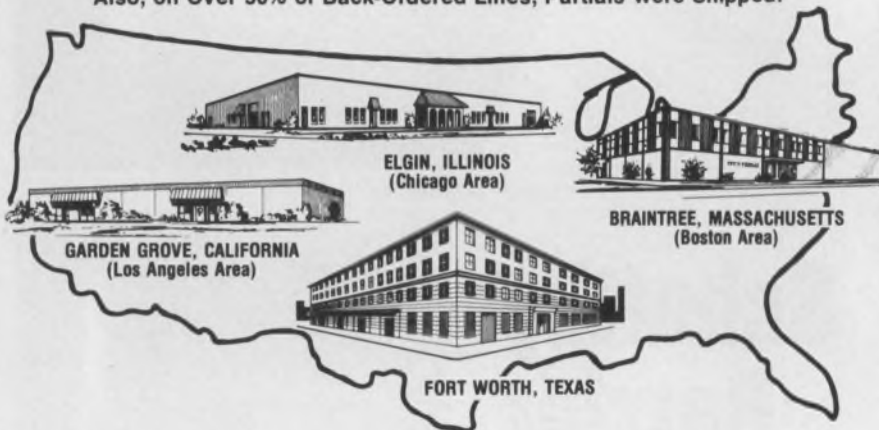 Also, on Over of Back-Ordered Lines, Partials were Shipped!
ELGIN, ILLINOIS
(Chicago Area)
BRAINTREE, MASSACHUSETTS
(Boston Area)
GARDEN GROVE, CALIFORNIA
(Los Angeles Area)
FORT WORTH, TEXAS